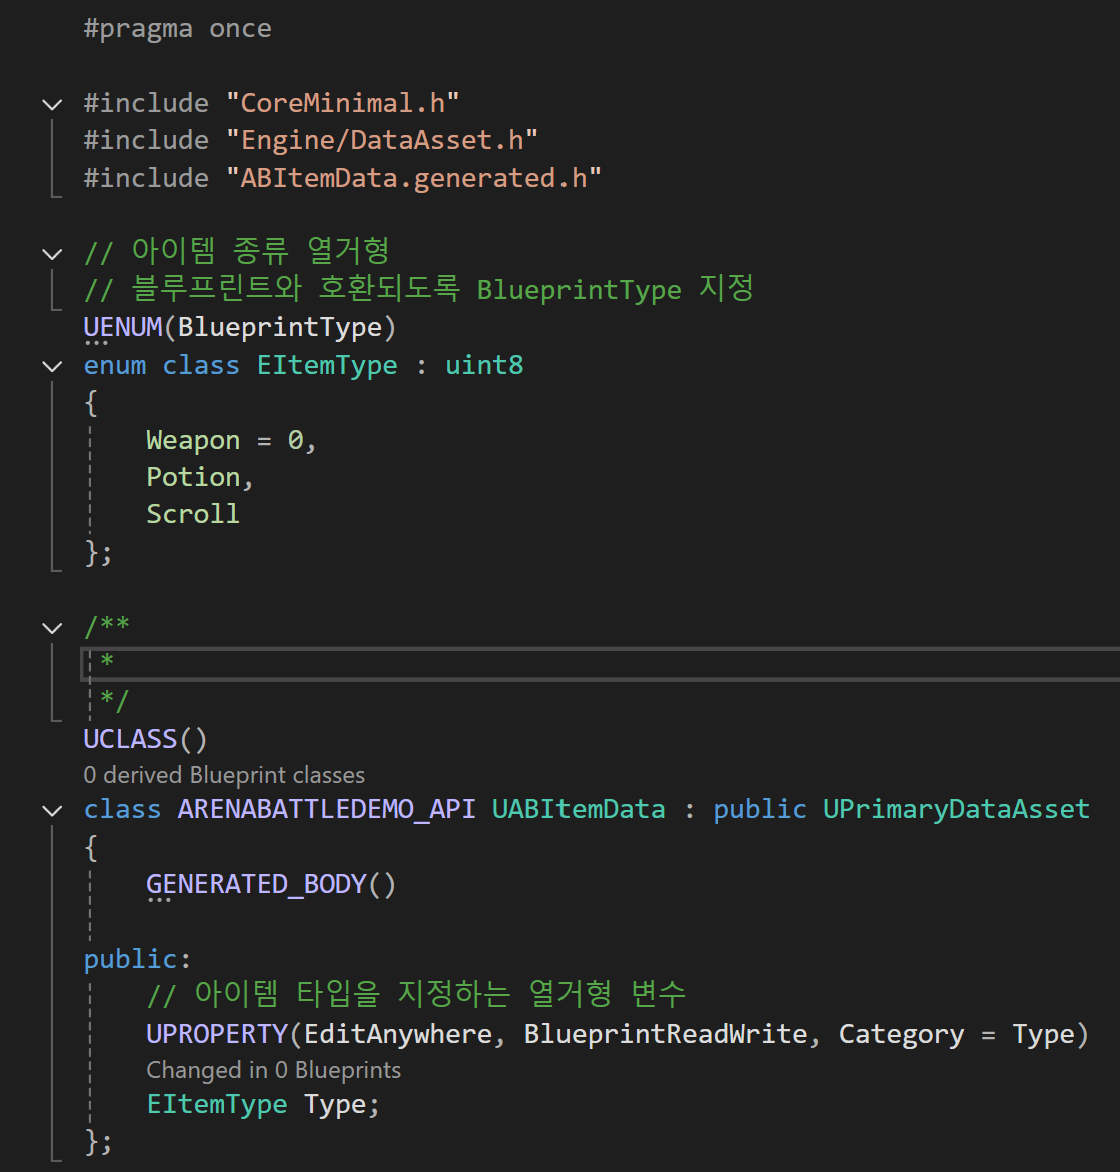 #pragma once
#include "CoreMinimal.h"
#include "Engine/DataAsset.h"
#include "ABItemData.generated.h"
// 아이템 종류 열거형
// 블루프린트와 호환되도록 BlueprintType 지정
UENUM(BlueprintType)
enum class EItemType : uint8
{
    Weapon = 0,
    Potion,
    Scroll
};
/**
 *
 */
UCLASS()
0 derived Blueprint classes
class ARENABATTLEDEMO_API UABItemData : public UPrimaryDataAsset
{
    GENERATED_BODY()
public:
    // 아이템 타입을 지정하는 열거형 변수
    UPROPERTY(EditAnywhere, BlueprintReadWrite, Category = Type)
    Changed in 0 Blueprints
    EItemType Type;
};